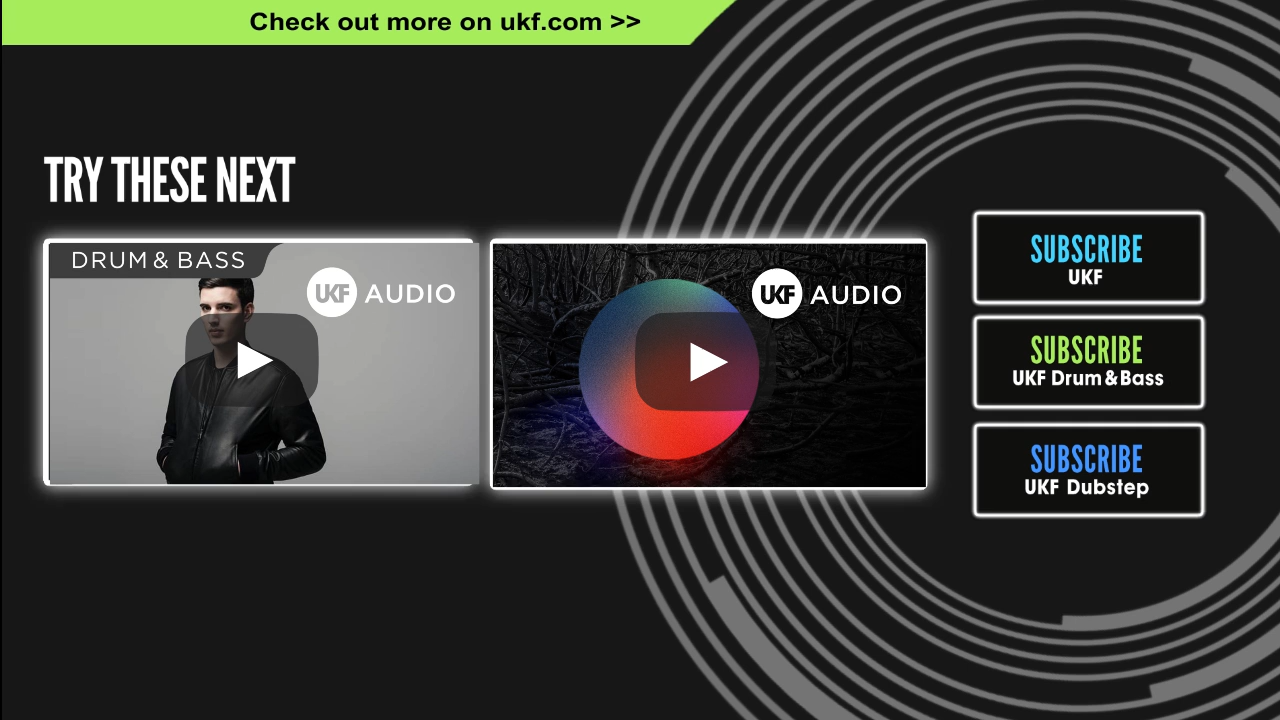 Check out more on ukf.com >>
TRY THESE NEXT
DRUM & BASS
UKF AUDIO
UKF AUDIO
SUBSCRIBE
UKF
SUBSCRIBE
UKF Drum&Bass
SUBSCRIBE
UKF Dubstep